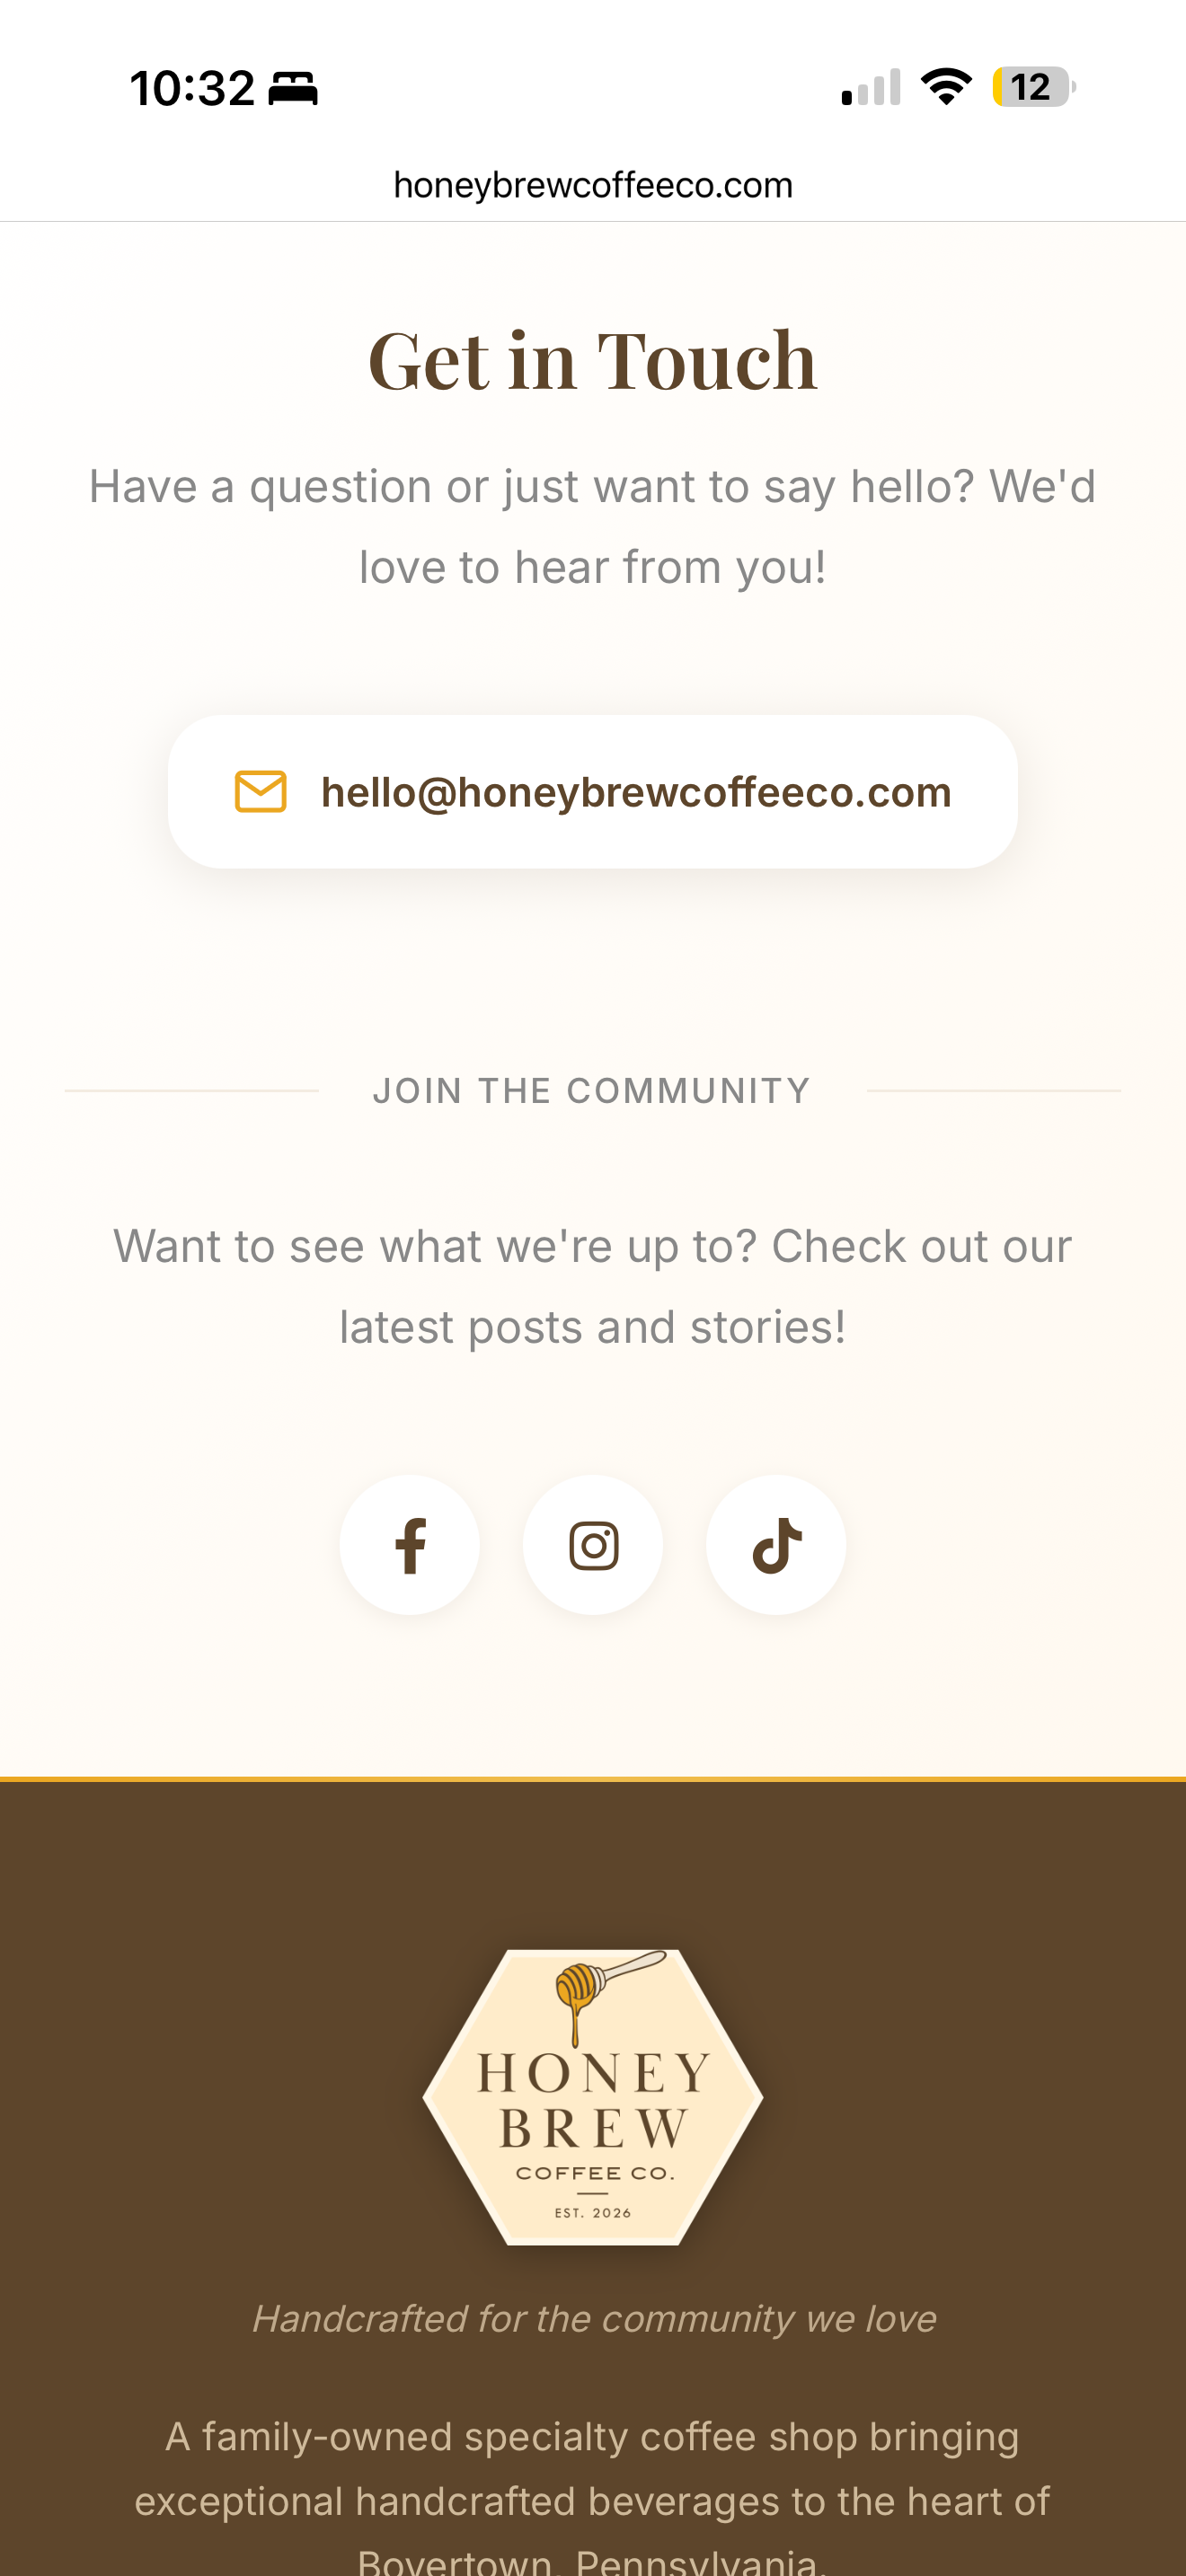 10:32
12
honeybrewcoffeeco.com
Get in Touch
Have a question or just want to say hello? We'd
love to hear from you!
hello@honeybrewcoffeeco.com
JOIN THE COMMUNITY
Want to see what we're up to? Check out our
latest posts and stories!
HONEY
BREW
COFFEE CO.
EST. 2026
Handcrafted for the community we love
A family-owned specialty coffee shop bringing
exceptional handcrafted beverages to the heart of
Boyertown, Pennsylvania.